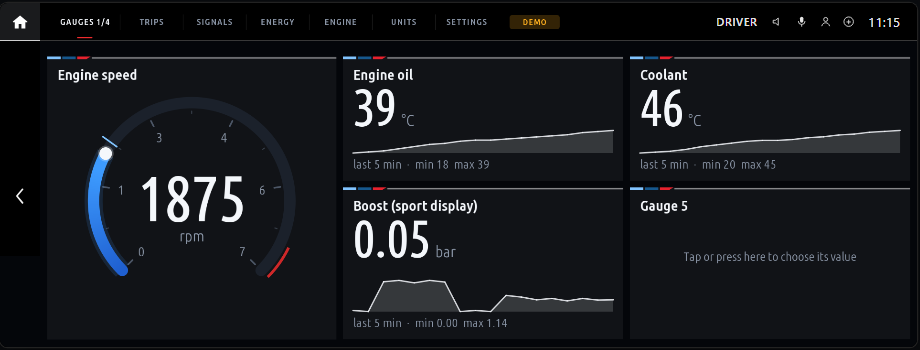 GAUGES 1/4 TRIPS SIGNALS ENERGY ENGINE UNITS SETTINGS DEMO DRIVER 11:15
Engine speed
0
1
3
4
6
7
1875
rpm
Engine oil
39 °C
last 5 min · min 18 max 39
Coolant
46 °C
last 5 min · min 20 max 45
Boost (sport display)
0.05 bar
last 5 min · min 0.00 max 1.14
Gauge 5
Tap or press here to choose its value